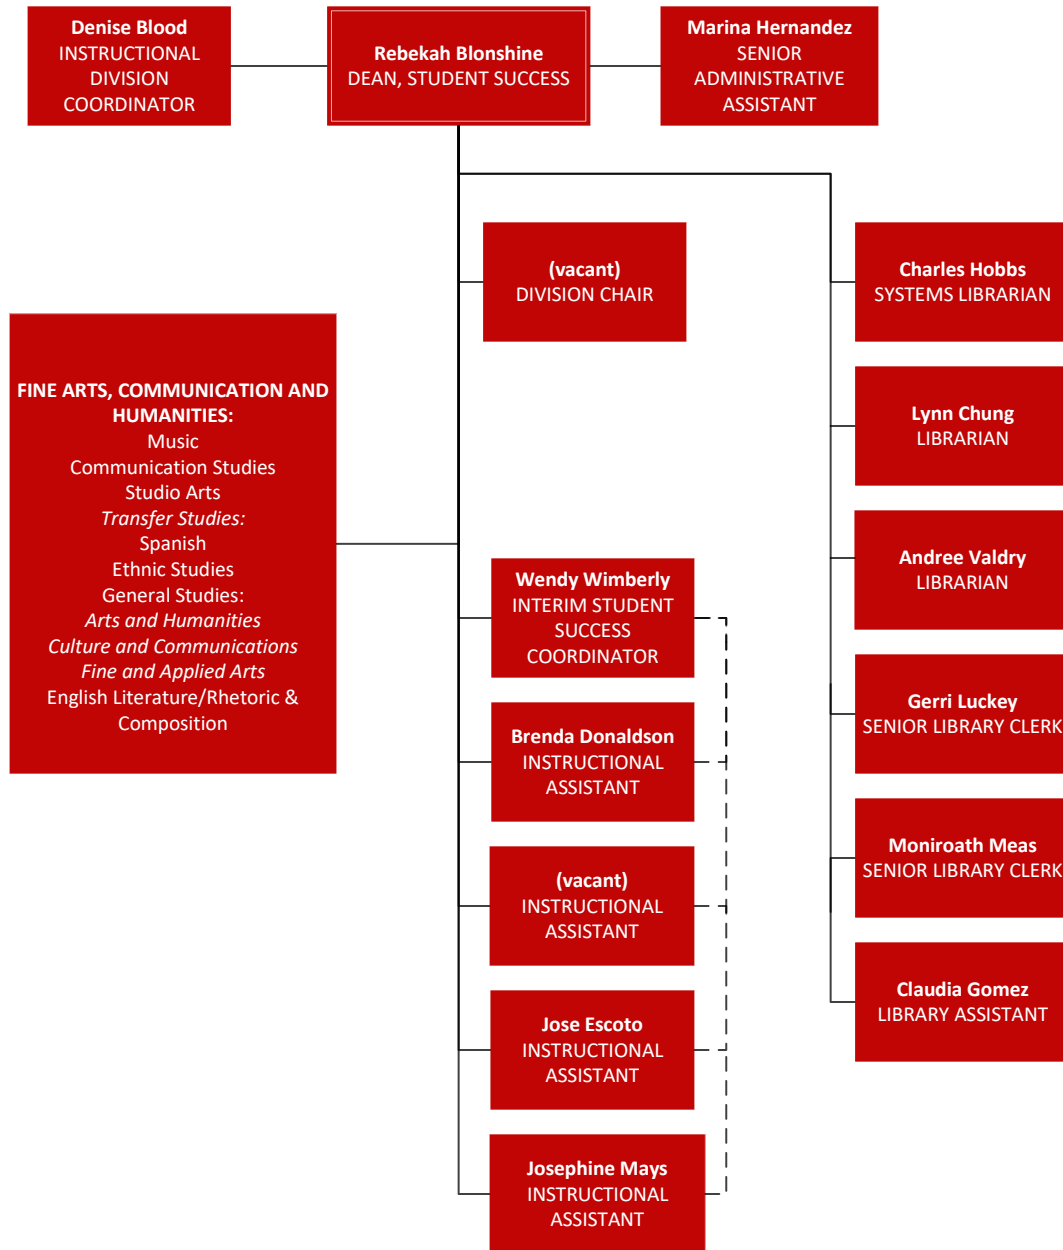 Denise Blood
INSTRUCTIONAL
DIVISION
COORDINATOR
Rebekah Blonshine
DEAN, STUDENT SUCCESS
Marina Hernandez
SENIOR
ADMINISTRATIVE
ASSISTANT
(vacant)
DIVISION CHAIR
FINE ARTS, COMMUNICATION AND
HUMANITIES:
Music
Communication Studies
Studio Arts
Transfer Studies:
Spanish
Ethnic Studies
General Studies:
Arts and Humanities
Culture and Communications
Fine and Applied Arts
English Literature/Rhetoric &
Composition
Wendy Wimberly
INTERIM STUDENT
SUCCESS
COORDINATOR
Brenda Donaldson
INSTRUCTIONAL
ASSISTANT
(vacant)
INSTRUCTIONAL
ASSISTANT
Jose Escoto
INSTRUCTIONAL
ASSISTANT
Josephine Mays
INSTRUCTIONAL
ASSISTANT
Charles Hobbs
SYSTEMS LIBRARIAN
Lynn Chung
LIBRARIAN
Andree Valdry
LIBRARIAN
Gerri Luckey
SENIOR LIBRARY CLERK
Moniroath Meas
SENIOR LIBRARY CLERK
Claudia Gomez
LIBRARY ASSISTANT